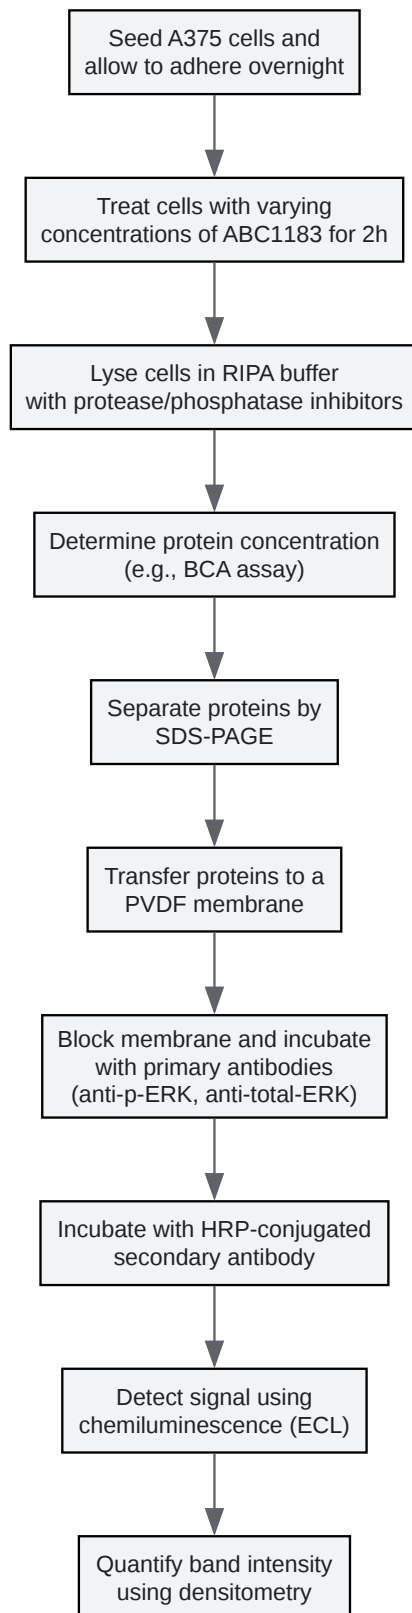 Seed A375 cells and
allow to adhere overnight
Treat cells with varying
concentrations of ABC1183 for 2h
Lyse cells in RIPA buffer
with protease/phosphatase inhibitors
Determine protein concentration
(e.g., BCA assay)
Separate proteins by
SDS-PAGE
Transfer proteins to a
PVDF membrane
Block membrane and incubate
with primary antibodies
(anti-p-ERK, anti-total-ERK)
Incubate with HRP-conjugated
secondary antibody
Detect signal using
chemiluminescence (ECL)
Quantify band intensity
using densitometry